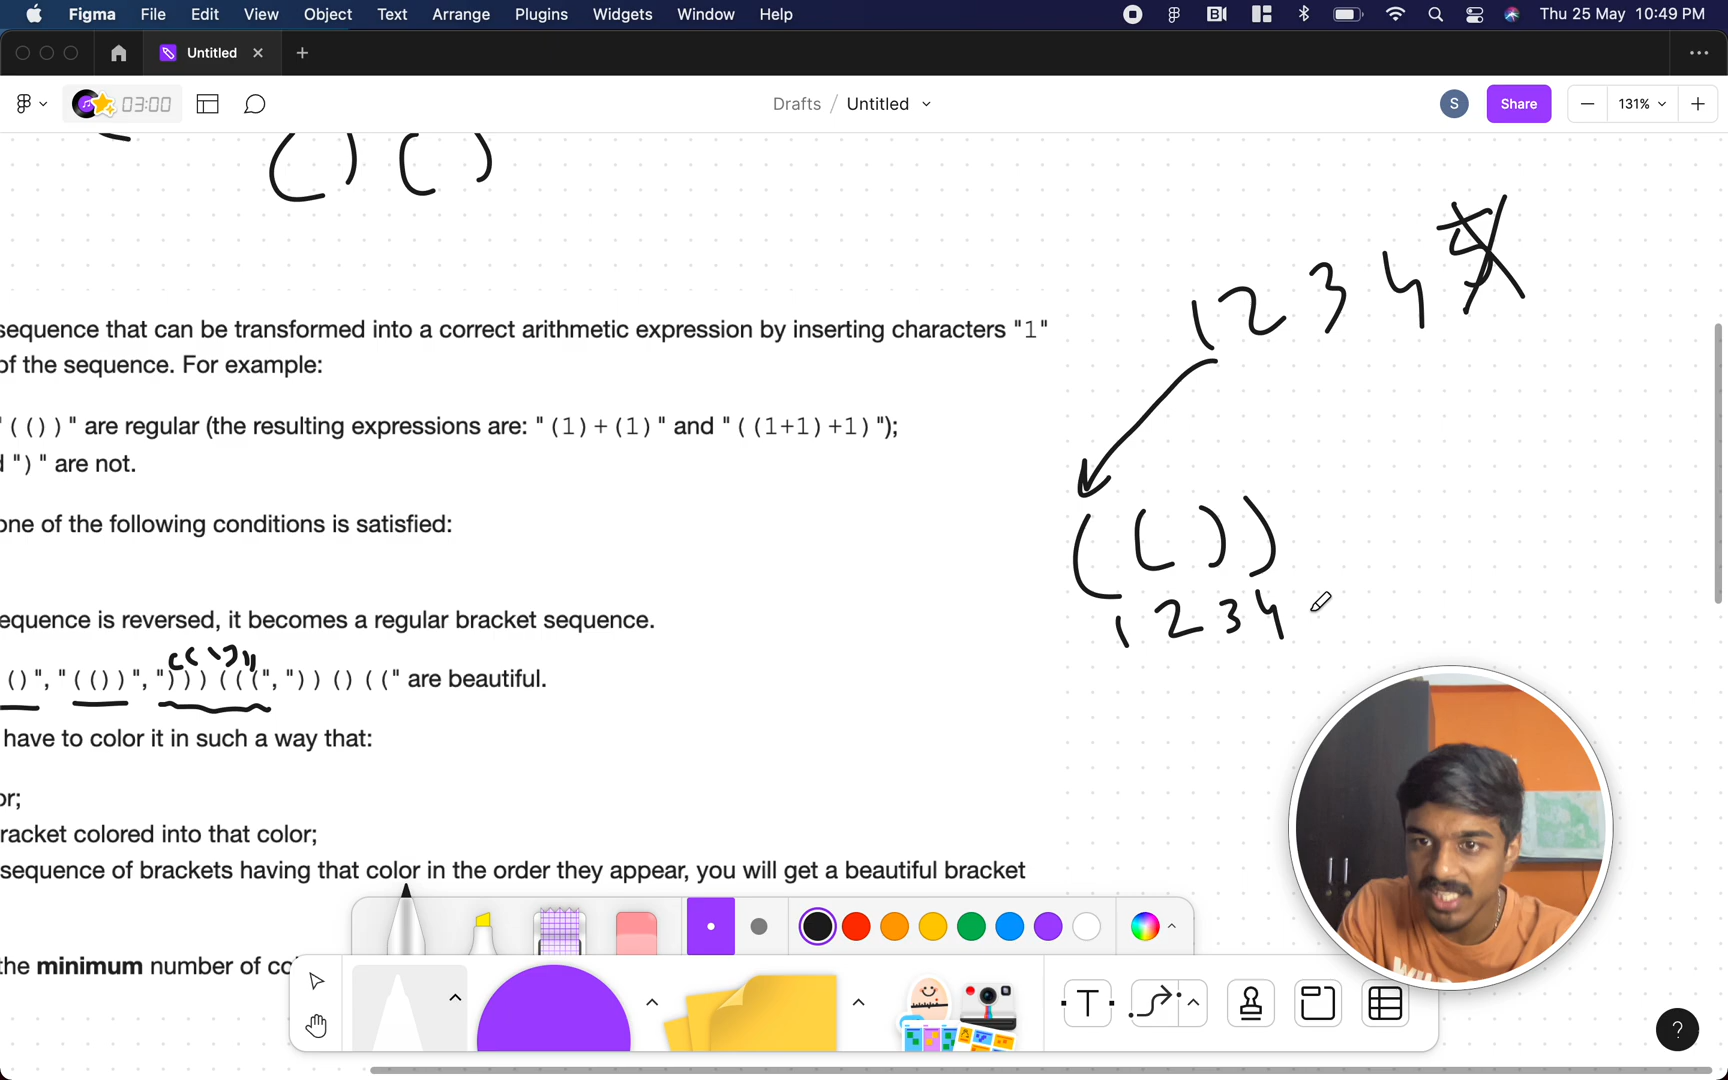 Figma File Edit View Object Text Arrange Plugins Widgets Window Help Thu 25 May 10:49 PM
Untitled
03:00 Drafts / Untitled S Share 131%
( ) ( )
1 2 3 4 5
sequence that can be transformed into a correct arithmetic expression by inserting characters "1"
of the sequence. For example:
"(())" are regular (the resulting expressions are: "(1)+(1)" and "((1+1)+1)");
d ")" are not.
one of the following conditions is satisfied:
( ( ) )
1 2 3 4
equence is reversed, it becomes a regular bracket sequence.
((()))
()", "(())", ")))(((", "))()((" are beautiful.
have to color it in such a way that:
or;
racket colored into that color;
sequence of brackets having that color in the order they appear, you will get a beautiful bracket
the minimum number of co
T
?